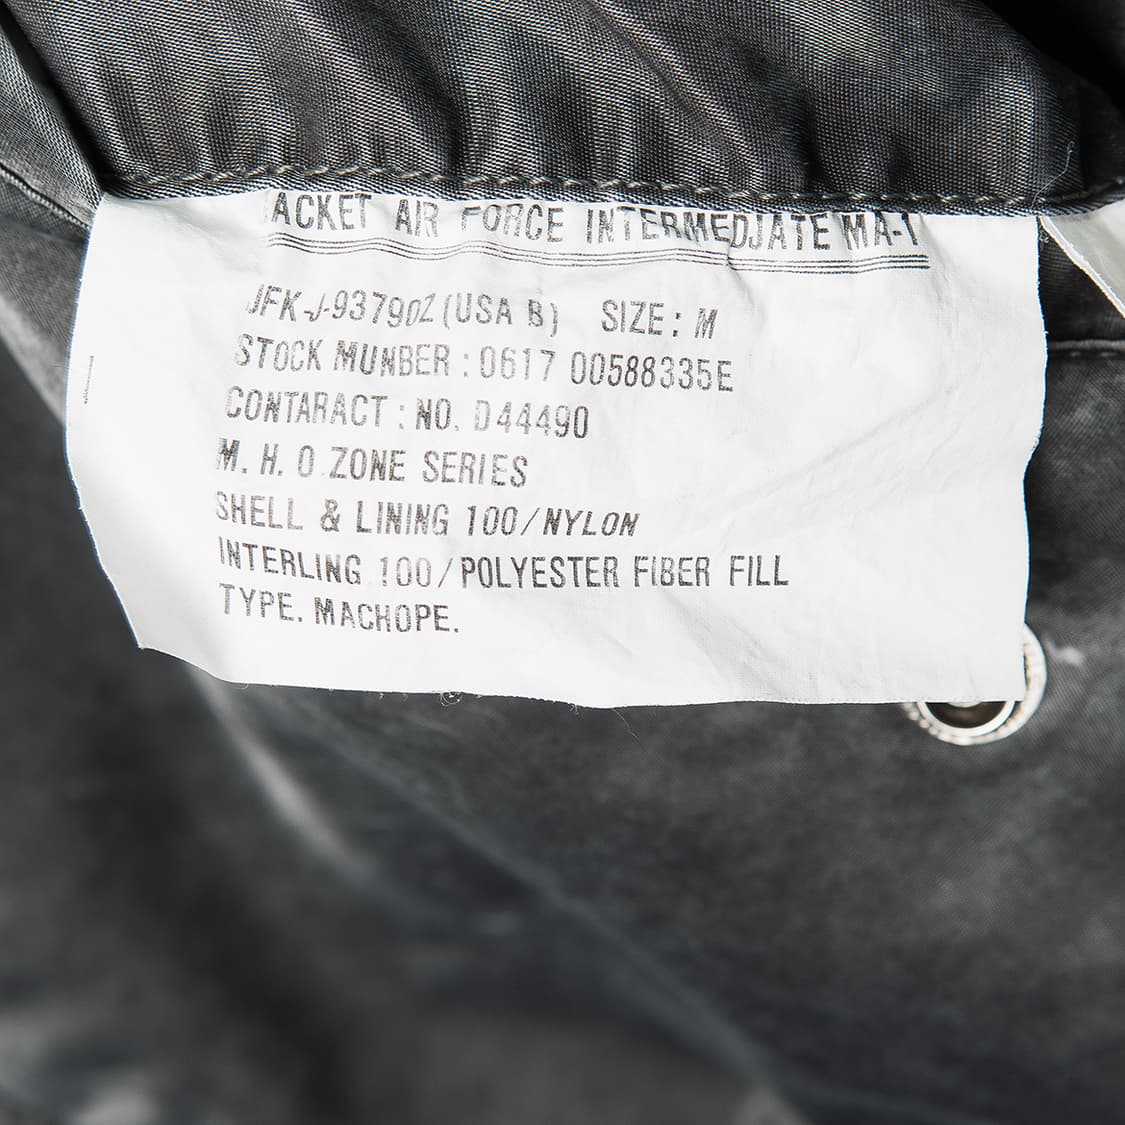 ACKET AIR FORCE INTERMEDJATE MA-1
JFK-J-93790Z (USA B) SIZE : M
STOCK MUNBER : 0617 00588335E
CONTARACT : NO. D44490
M. H. O. ZONE SERIES
SHELL & LINING 100/NYLON
INTERLING 100/POLYESTER FIBER FILL
TYPE. MACHOPE.